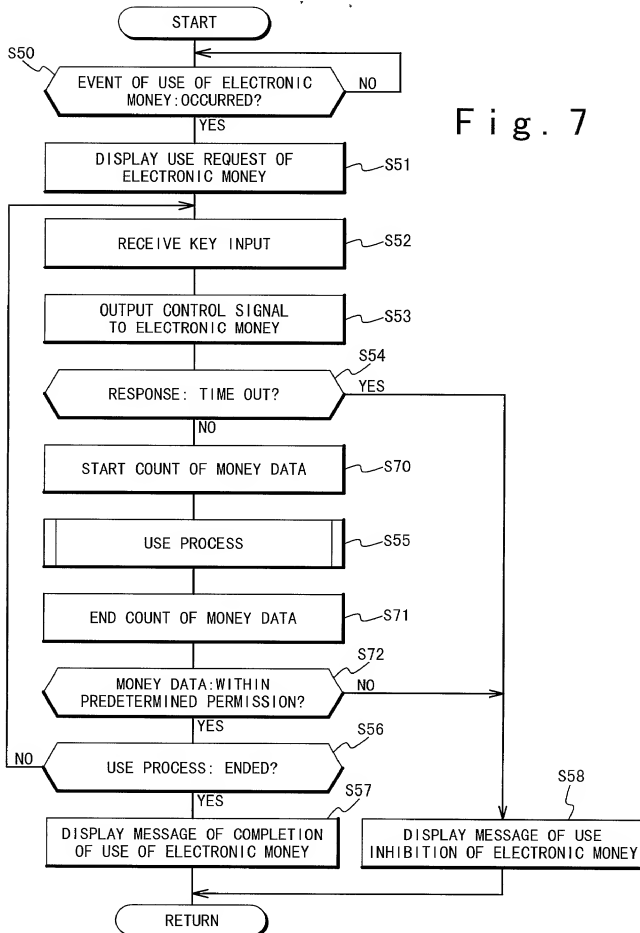 START
S50
EVENT OF USE OF ELECTRONIC
MONEY:OCCURRED?
NO
YES
Fig. 7
DISPLAY USE REQUEST OF
ELECTRONIC MONEY
S51
RECEIVE KEY INPUT
S52
OUTPUT CONTROL SIGNAL
TO ELECTRONIC MONEY
S53
S54
RESPONSE: TIME OUT?
YES
NO
START COUNT OF MONEY DATA
S70
USE PROCESS
S55
END COUNT OF MONEY DATA
S71
S72
MONEY DATA:WITHIN
PREDETERMINED PERMISSION?
NO
YES
S56
NO
USE PROCESS: ENDED?
YES
S57
DISPLAY MESSAGE OF COMPLETION
OF USE OF ELECTRONIC MONEY
S58
DISPLAY MESSAGE OF USE
INHIBITION OF ELECTRONIC MONEY
RETURN